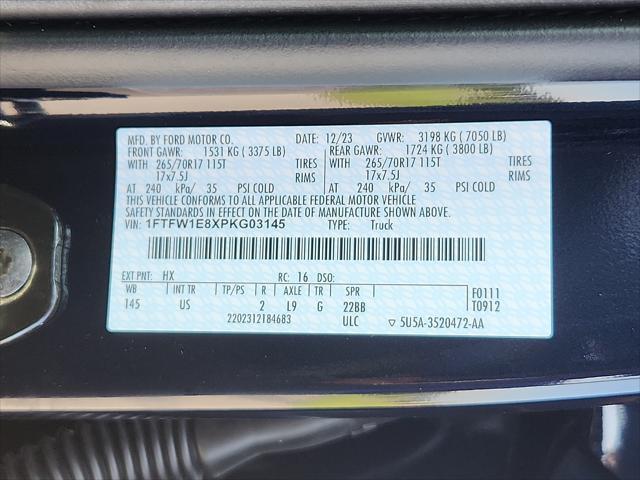 MFD. BY FORD MOTOR CO. DATE: 12/23 GVWR: 3198 KG ( 7050 LB)
FRONT GAWR: 1531 KG ( 3375 LB) REAR GAWR: 1724 KG ( 3800 LB)
WITH 265/70R17 115T TIRES WITH 265/70R17 115T TIRES
17x7.5J RIMS 17x7.5J RIMS
AT 240 kPa/ 35 PSI COLD AT 240 kPa/ 35 PSI COLD
THIS VEHICLE CONFORMS TO ALL APPLICABLE FEDERAL MOTOR VEHICLE
SAFETY STANDARDS IN EFFECT ON THE DATE OF MANUFACTURE SHOWN ABOVE.
VIN: 1FTFW1E8XPKG03145 TYPE: Truck
EXT PNT: HX RC: 16 DSO:
WB INT TR TP/PS R AXLE TR SPR F0111
145 US 2 L9 G 22BB T0912
2202312184683 ULC ▽ 5U5A-3520472-AA